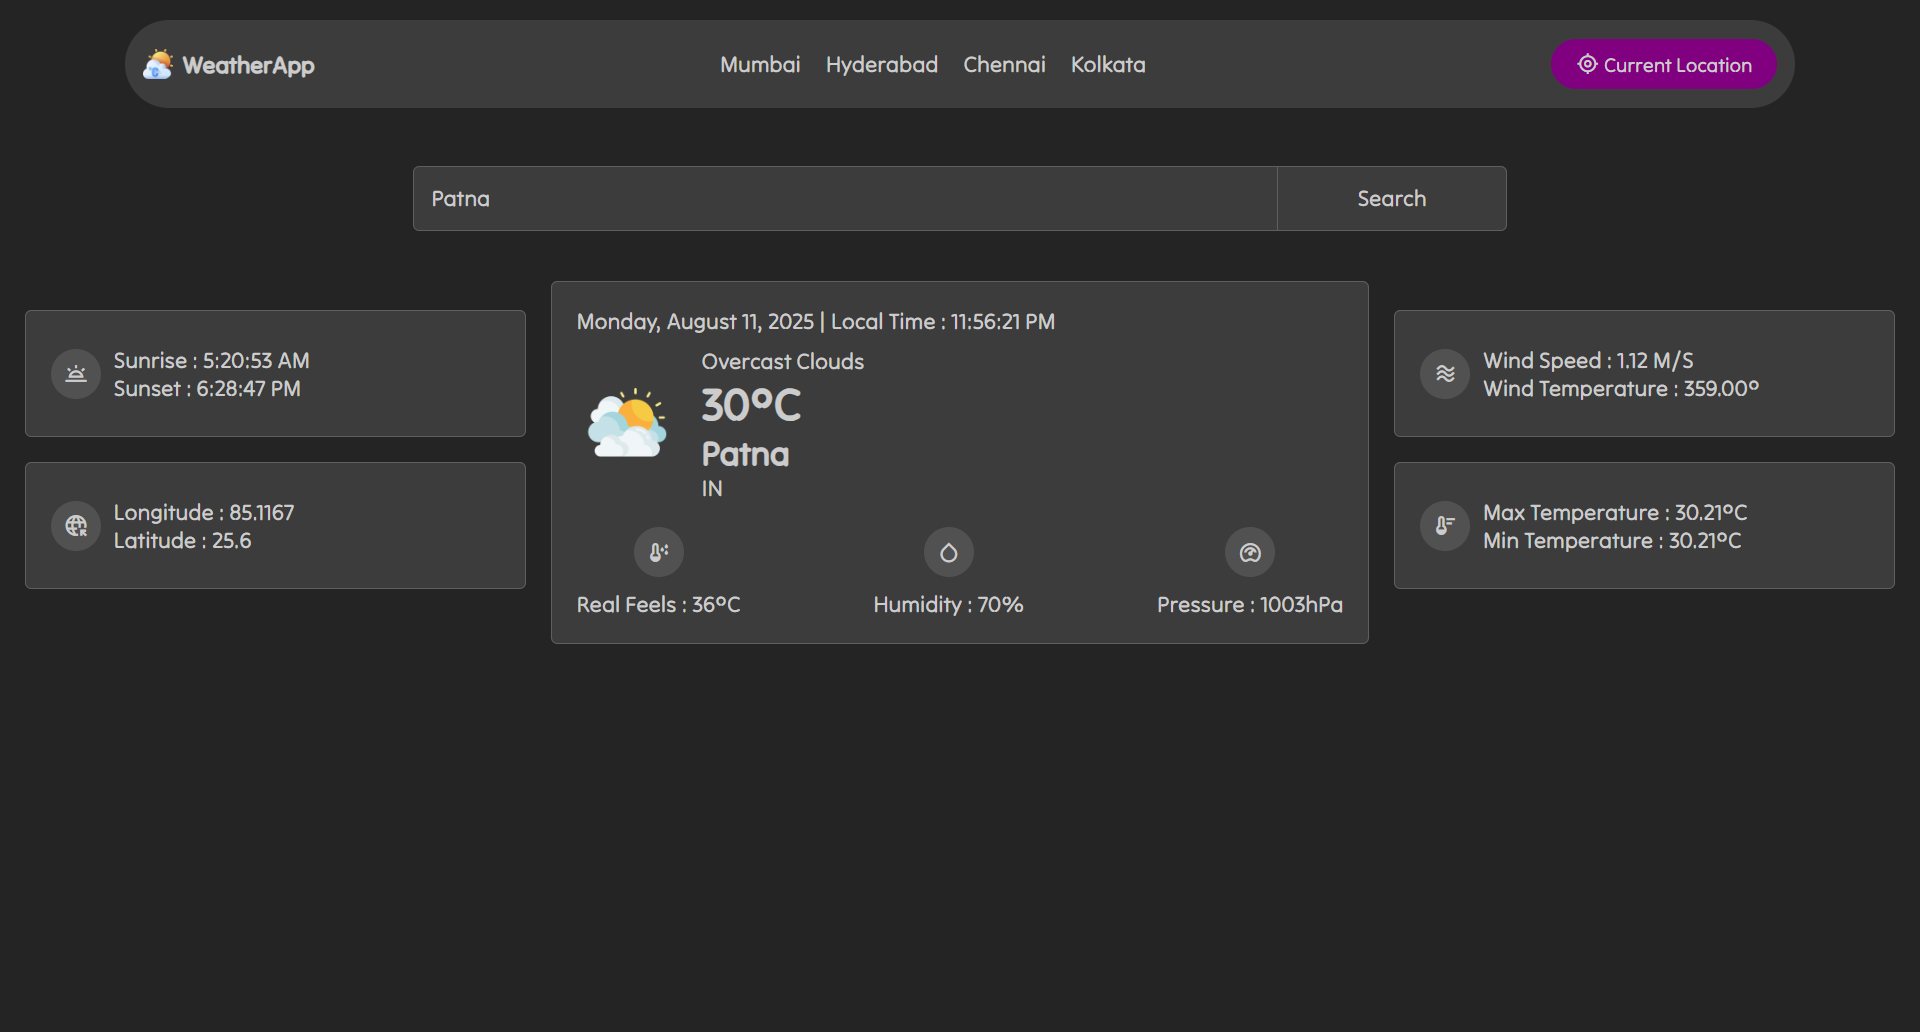 WeatherApp
Mumbai Hyderabad Chennai Kolkata
Current Location
Patna
Search
Sunrise : 5:20:53 AM
Sunset : 6:28:47 PM
Longitude : 85.1167
Latitude : 25.6
Monday, August 11, 2025 | Local Time : 11:56:21 PM
Overcast Clouds
30°C
Patna
IN
Real Feels : 36°C
Humidity : 70%
Pressure : 1003hPa
Wind Speed : 1.12 M/S
Wind Temperature : 359.00°
Max Temperature : 30.21°C
Min Temperature : 30.21°C